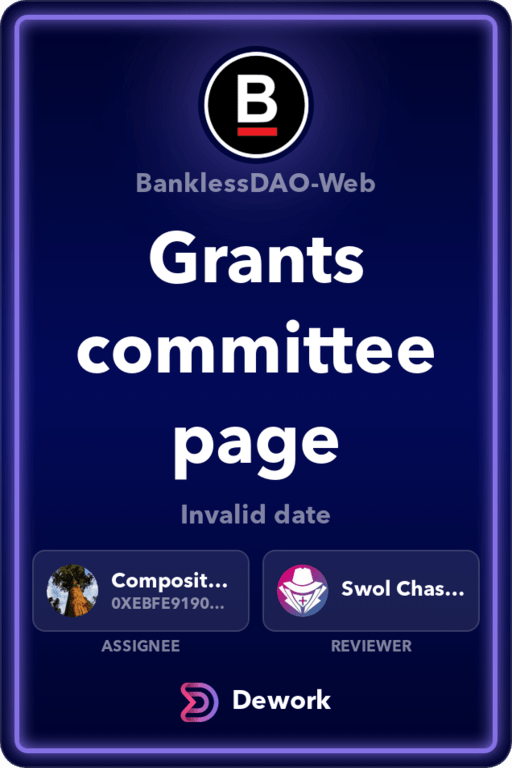 B
BanklessDAO-Web
Grants
committee
page
Invalid date
Composit...
0XEBFE9190...
Swol Chas...
ASSIGNEE
REVIEWER
Dework